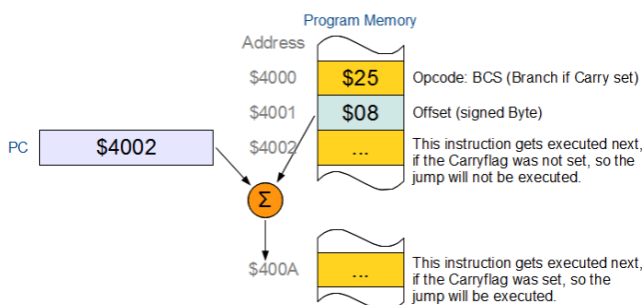 Program Memory
Address
$4000 $25 Opcode: BCS (Branch if Carry set)
$4001 $08 Offset (signed Byte)
PC $4002 $4002 ... This instruction gets executed next,
if the Carryflag was not set, so the
jump will not be executed.
Σ
$400A ... This instruction gets executed next,
if the Carryflag was set, so the
jump will be executed.